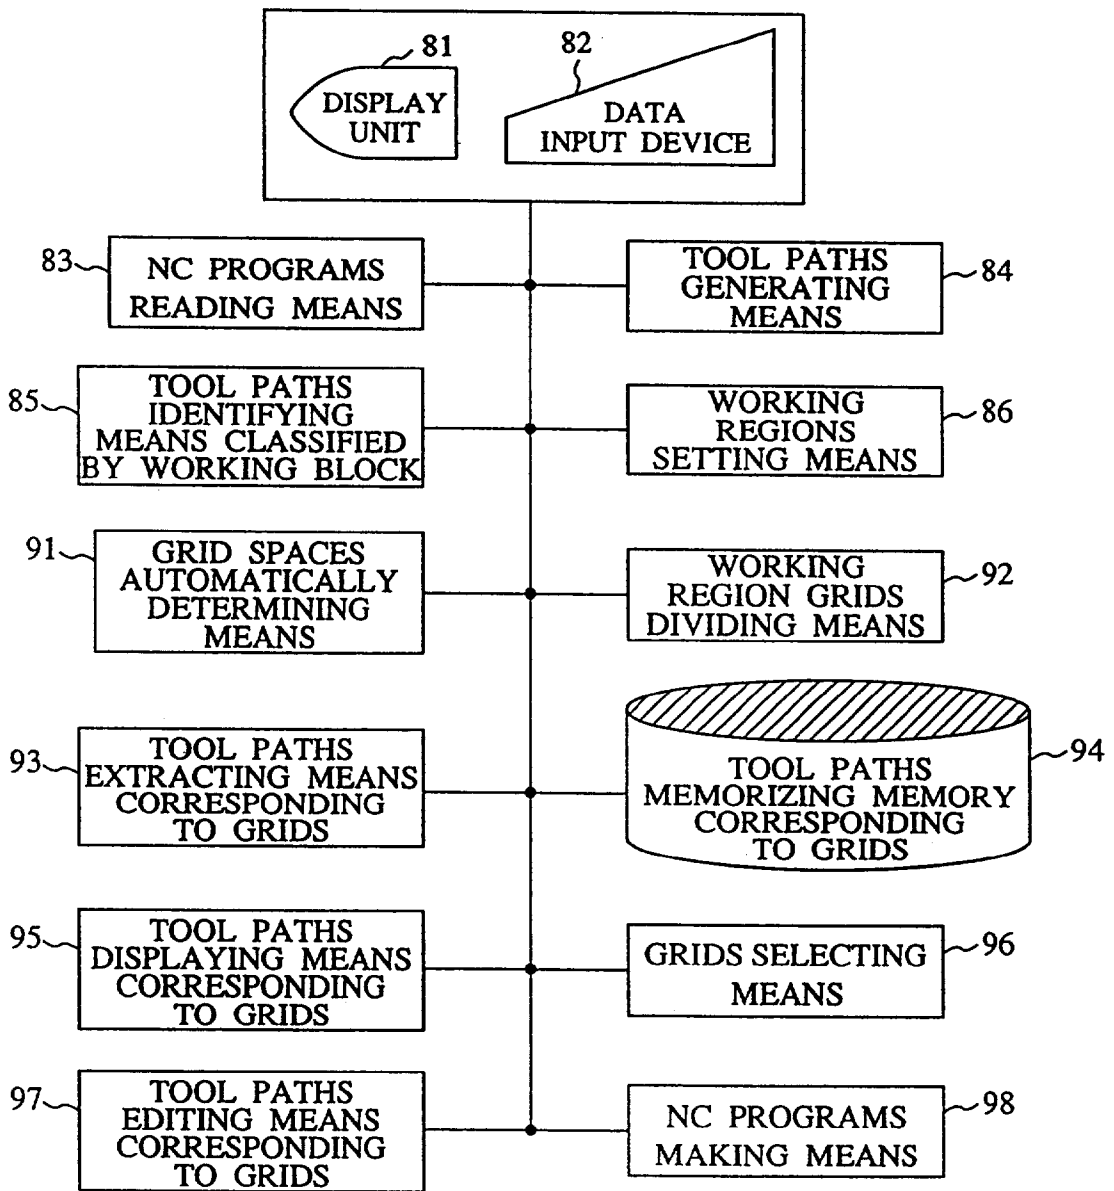 81
82
DISPLAY
UNIT
DATA
INPUT DEVICE
83
NC PROGRAMS
READING MEANS
TOOL PATHS
GENERATING
MEANS
84
85
TOOL PATHS
IDENTIFYING
MEANS CLASSIFIED
BY WORKING BLOCK
WORKING
REGIONS
SETTING MEANS
86
91
GRID SPACES
AUTOMATICALLY
DETERMINING
MEANS
WORKING
REGION GRIDS
DIVIDING MEANS
92
93
TOOL PATHS
EXTRACTING MEANS
CORRESPONDING
TO GRIDS
TOOL PATHS
MEMORIZING MEMORY
CORRESPONDING
TO GRIDS
94
95
TOOL PATHS
DISPLAYING MEANS
CORRESPONDING
TO GRIDS
GRIDS SELECTING
MEANS
96
97
TOOL PATHS
EDITING MEANS
CORRESPONDING
TO GRIDS
NC PROGRAMS
MAKING MEANS
98